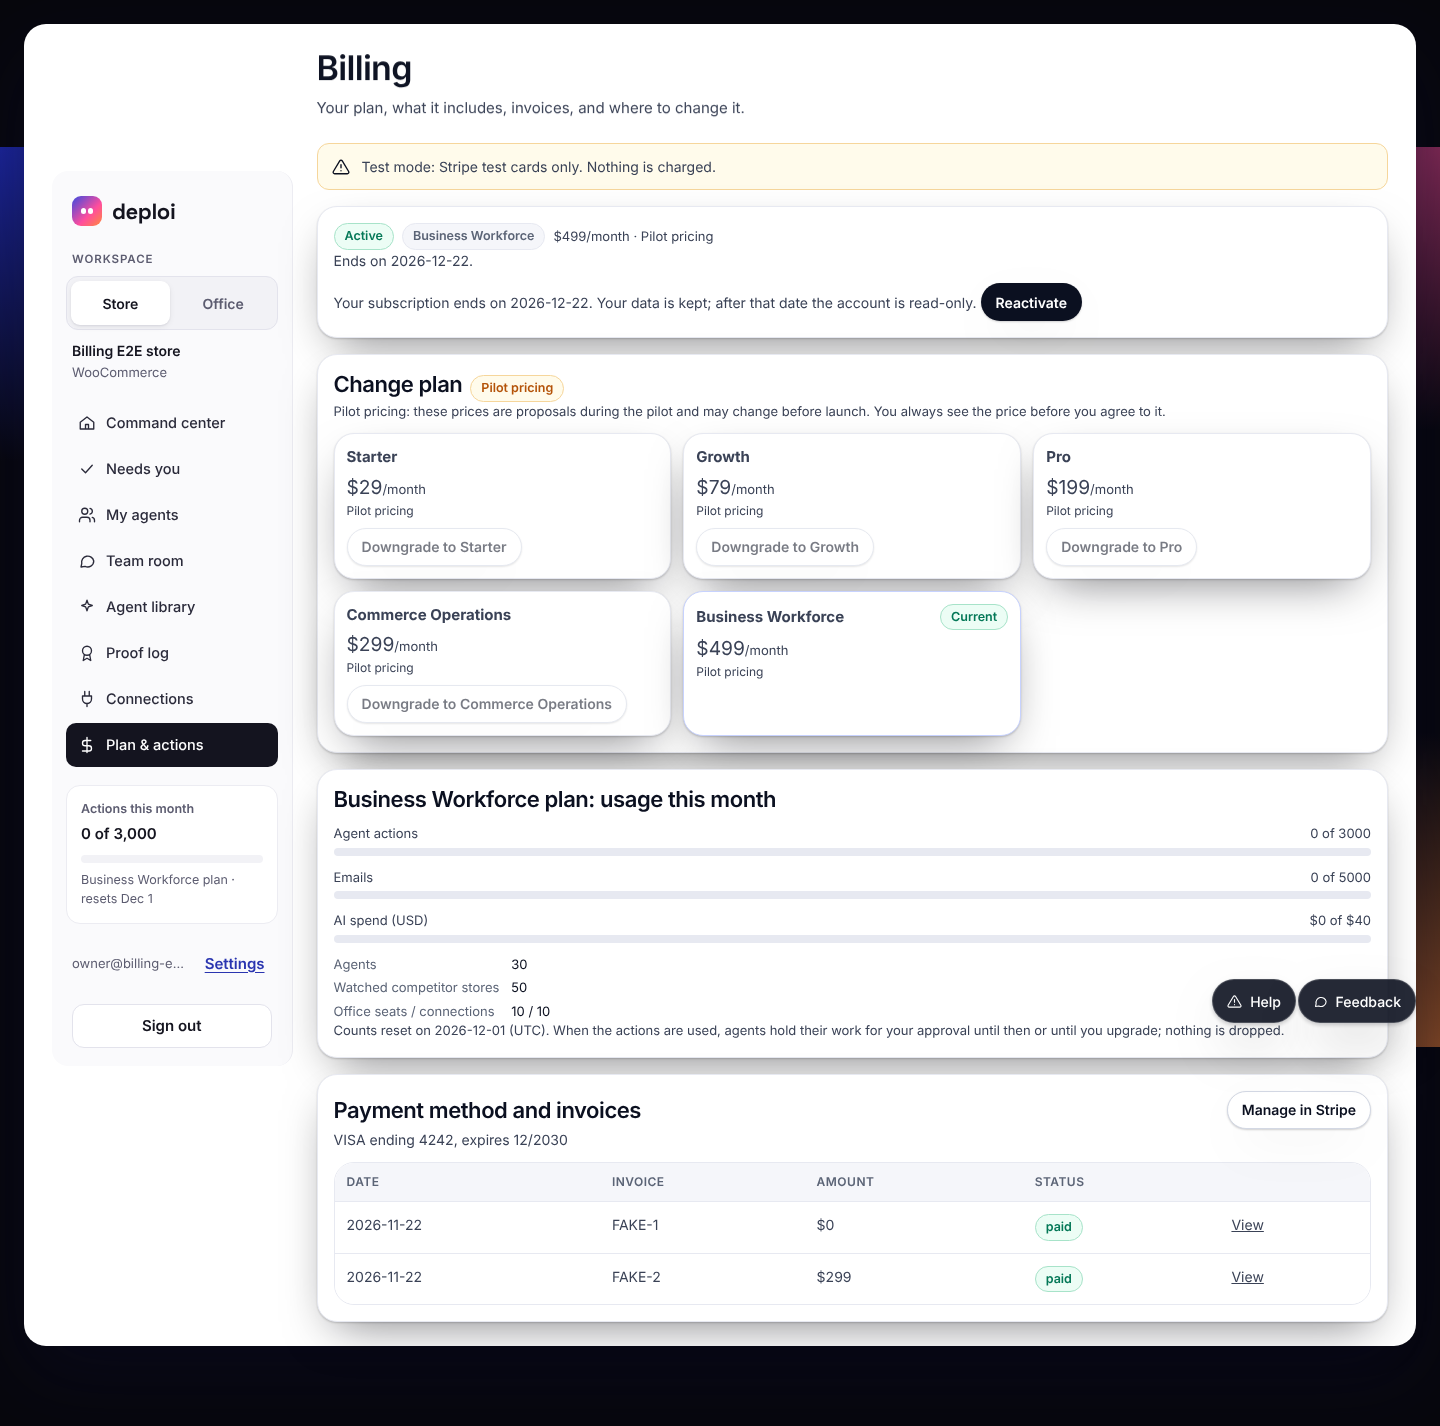 Billing
Your plan, what it includes, invoices, and where to change it.
Test mode: Stripe test cards only. Nothing is charged.
deploi
WORKSPACE
Store Office
Billing E2E store
WooCommerce
Command center
Needs you
My agents
Team room
Agent library
Proof log
Connections
Plan & actions
Actions this month
0 of 3,000
Business Workforce plan ·
resets Dec 1
owner@billing-e... Settings
Sign out
Active Business Workforce $499/month · Pilot pricing
Ends on 2026-12-22.
Your subscription ends on 2026-12-22. Your data is kept; after that date the account is read-only. Reactivate
Change plan Pilot pricing
Pilot pricing: these prices are proposals during the pilot and may change before launch. You always see the price before you agree to it.
Starter
$29/month
Pilot pricing
Downgrade to Starter
Growth
$79/month
Pilot pricing
Downgrade to Growth
Pro
$199/month
Pilot pricing
Downgrade to Pro
Commerce Operations
$299/month
Pilot pricing
Downgrade to Commerce Operations
Business Workforce Current
$499/month
Pilot pricing
Business Workforce plan: usage this month
Agent actions 0 of 3000
Emails 0 of 5000
AI spend (USD) $0 of $40
Agents 30
Watched competitor stores 50
Office seats / connections 10 / 10
Counts reset on 2026-12-01 (UTC). When the actions are used, agents hold their work for your approval until then or until you upgrade; nothing is dropped.
Help Feedback
Payment method and invoices Manage in Stripe
VISA ending 4242, expires 12/2030
DATE INVOICE AMOUNT STATUS
2026-11-22 FAKE-1 $0 paid View
2026-11-22 FAKE-2 $299 paid View